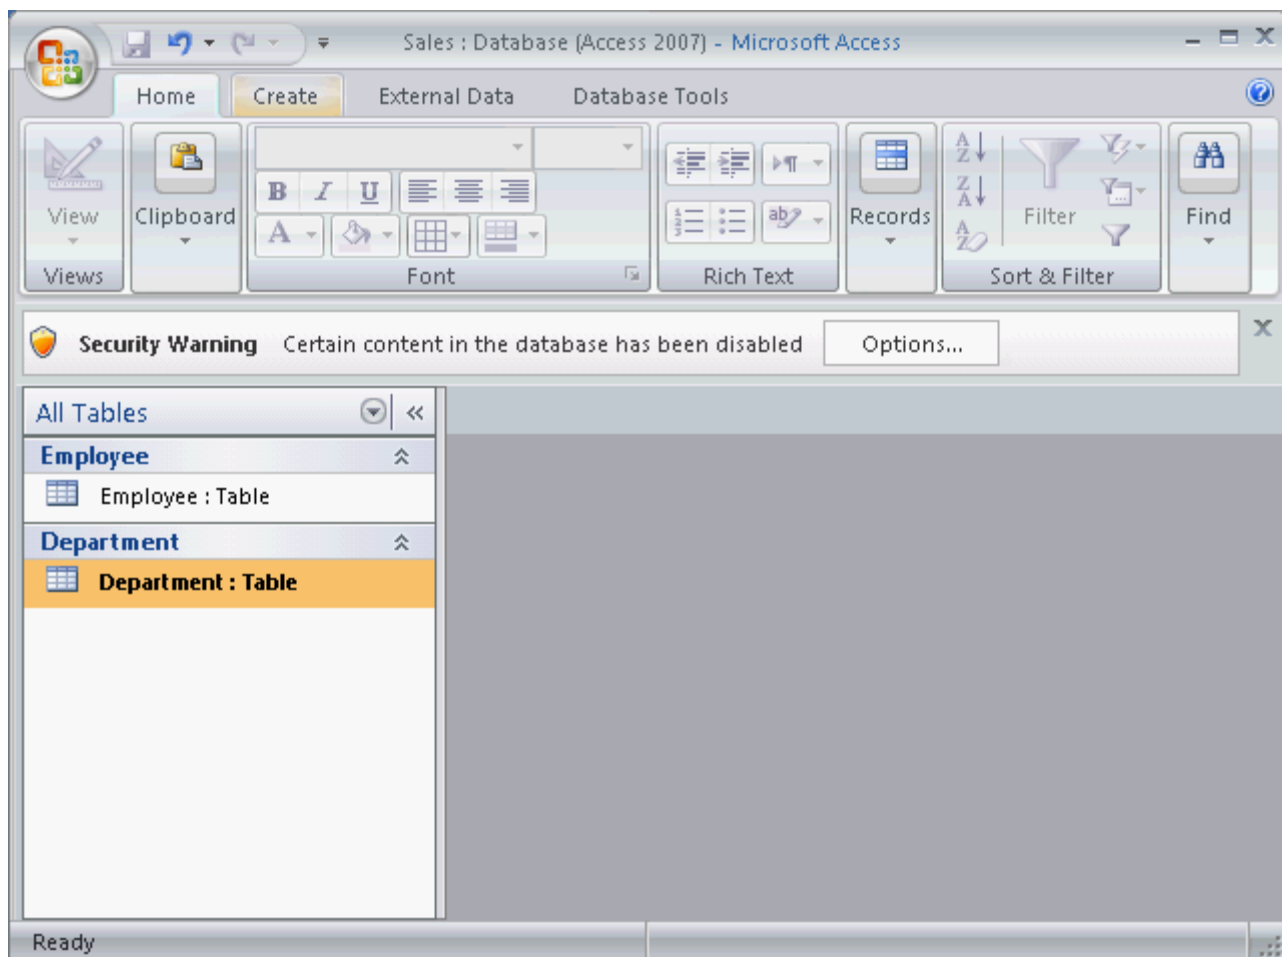 Sales : Database (Access 2007) - Microsoft Access
Home Create External Data Database Tools
B I U
View Clipboard A Records Filter Find
Views Font Rich Text Sort & Filter
Security Warning Certain content in the database has been disabled Options...
All Tables
Employee
Employee : Table
Department
Department : Table
Ready